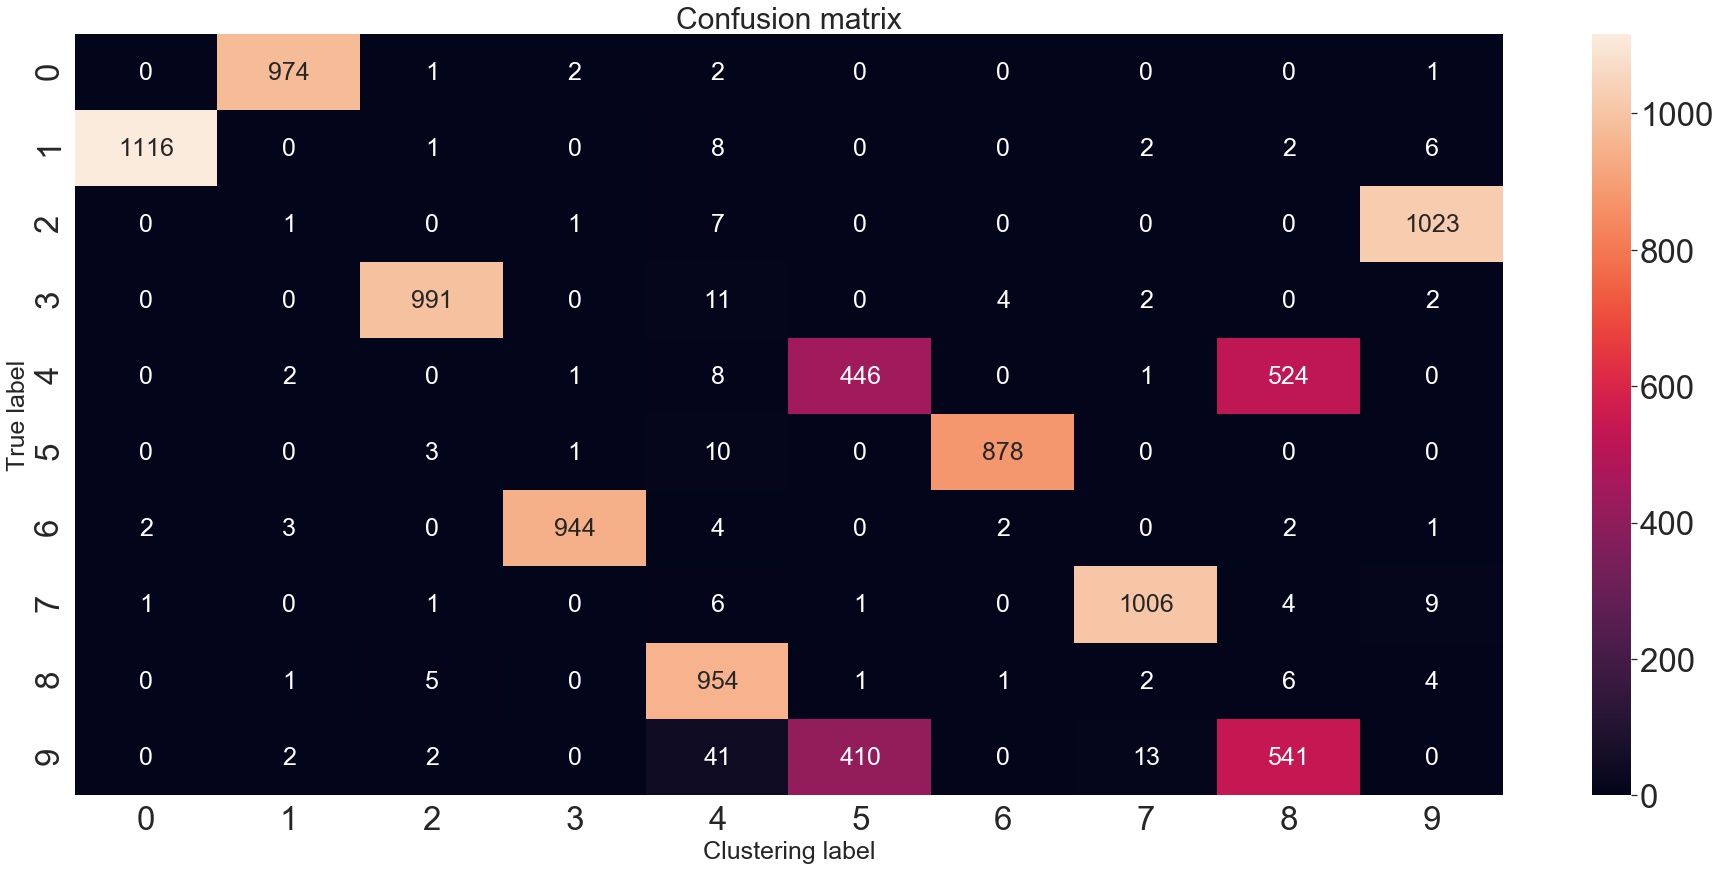 Confusion matrix
0 0 974 1 2 2 0 0 0 0 1
1 1116 0 1 0 8 0 0 2 2 6
2 0 1 0 1 7 0 0 0 0 1023
3 0 0 991 0 11 0 4 2 0 2
4 0 2 0 1 8 446 0 1 524 0
5 0 0 3 1 10 0 878 0 0 0
6 2 3 0 944 4 0 2 0 2 1
7 1 0 1 0 6 1 0 1006 4 9
8 0 1 5 0 954 1 1 2 6 4
9 0 2 2 0 41 410 0 13 541 0
0 1 2 3 4 5 6 7 8 9
Clustering label
True label
1000
800
600
400
200
0